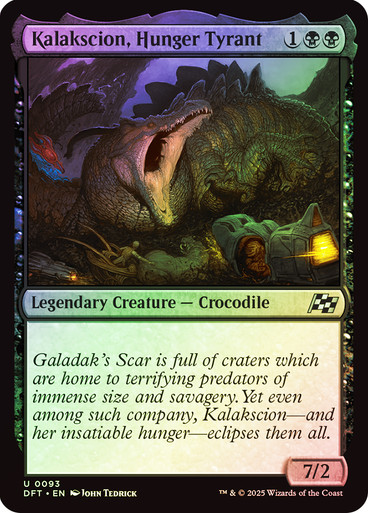 Kalakscion, Hunger Tyrant 1
Legendary Creature — Crocodile
Galadak's Scar is full of craters which
are home to terrifying predators of
immense size and savagery. Yet even
among such company, Kalakscion—and
her insatiable hunger—eclipses them all.
7/2
U 0093
DFT • EN JOHN TEDRICK
™ & © 2025 Wizards of the Coast